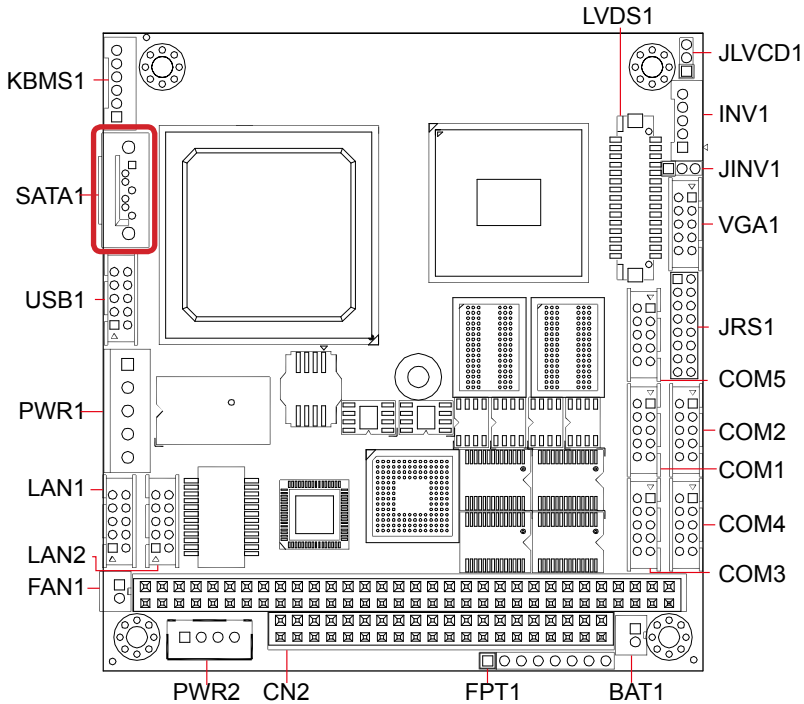 LVDS1
JLVCD1
KBMS1
INV1
JINV1
SATA1
VGA1
USB1
JRS1
COM5
PWR1
COM2
COM1
LAN1
COM4
LAN2
COM3
FAN1
PWR2
CN2
FPT1
BAT1